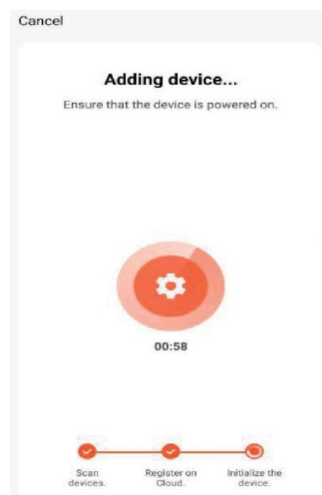 Cancel
Adding device...
Ensure that the device is powered on.
00:58
Scan devices.
Register on Cloud.
Initialize the device.